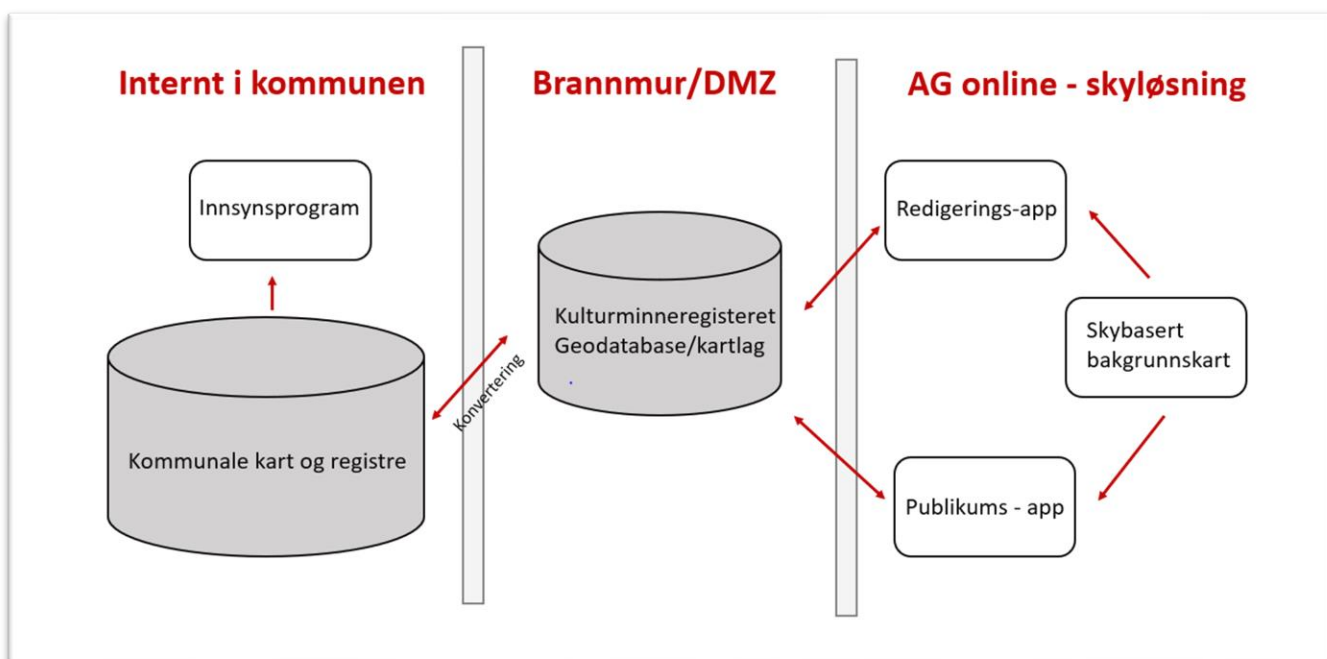 Internt i kommunen
Brannmur/DMZ
AG online - skyløsning
Innsynsprogram
Kommunale kart og registre
Konvertering
Kulturminneregisteret
Geodatabase/kartlag
Redigerings-app
Skybasert
bakgrunnskart
Publikums - app